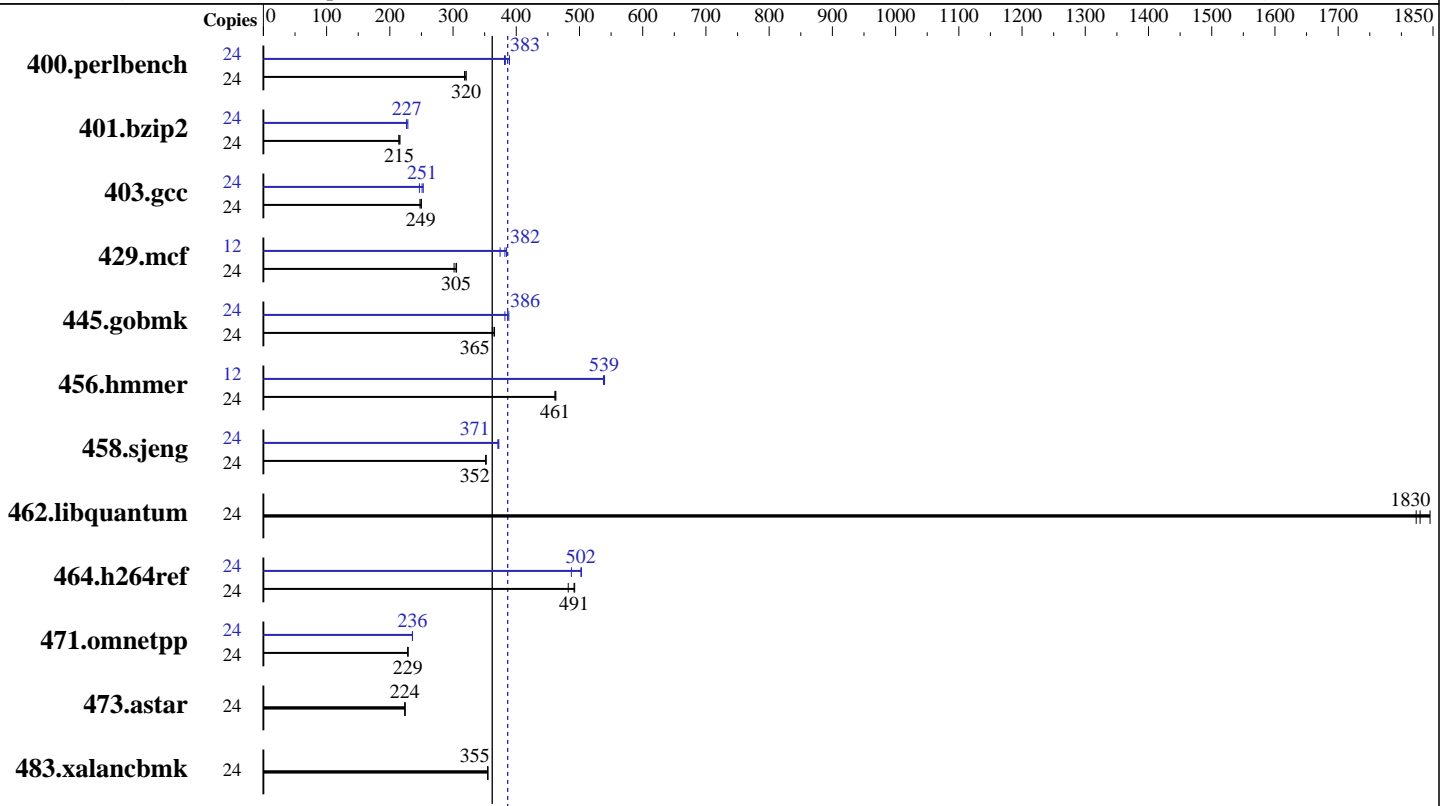 Copies 0 100 200 300 400 500 600 700 800 900 1000 1100 1200 1300 1400 1500 1600 1700 1850
400.perlbench 24 383
24 320
401.bzip2 24 227
24 215
403.gcc 24 251
24 249
429.mcf 12 382
24 305
445.gobmk 24 386
24 365
456.hmmer 12 539
24 461
458.sjeng 24 371
24 352
462.libquantum 24 1830
464.h264ref 24 502
24 491
471.omnetpp 24 236
24 229
473.astar 24 224
483.xalancbmk 24 355